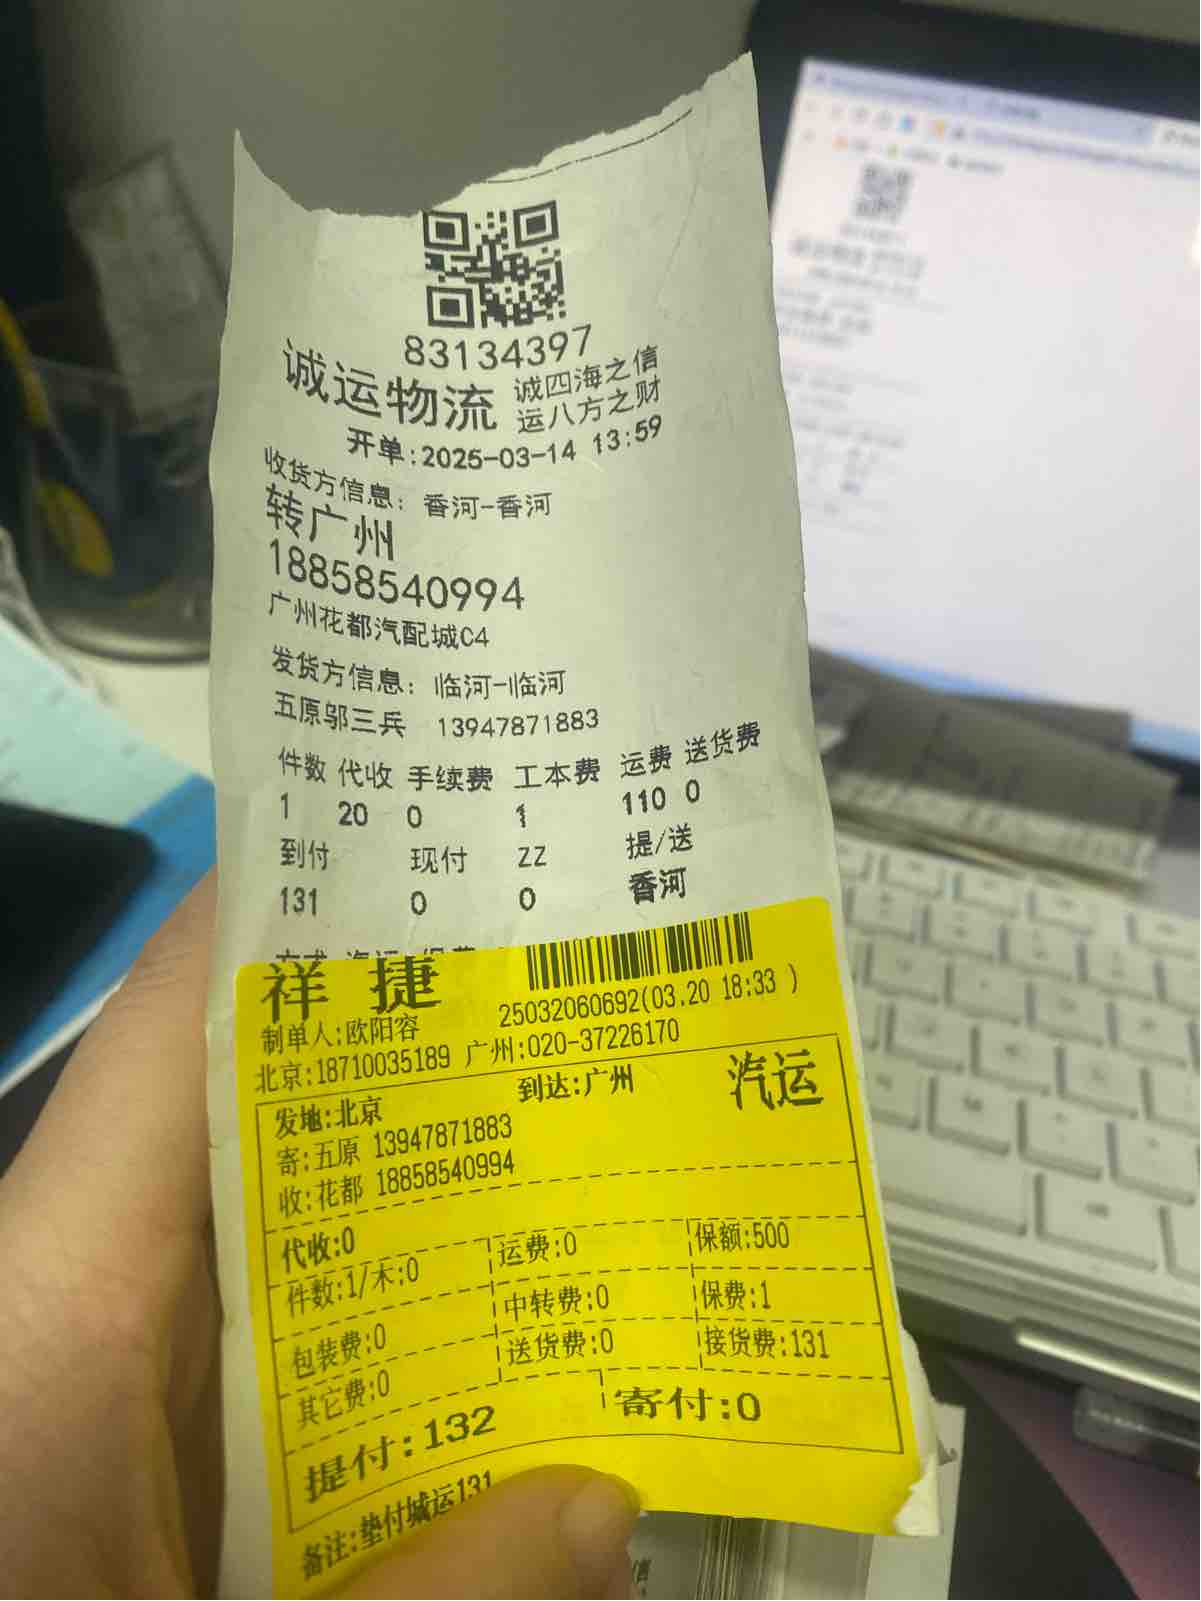 83134397
诚运物流 诚四海之信
运八方之财
开单:2025-03-14 13:59
收货方信息: 香河-香河
转广州
18858540994
广州花都汽配城C4
发货方信息: 临河-临河
五原邬三兵 13947871883
件数 代收 手续费 工本费 运费 送货费
1 20 0 1 110 0
到付 现付 ZZ 提/送
131 0 0 香河
祥 捷
25032060692(03.20 18:33 )
制单人:欧阳容
北京:18710035189 广州:020-37226170
发地:北京 到达:广州 汽运
寄:五原 13947871883
收:花都 18858540994
代收:0
件数:1/木:0 运费:0 保额:500
包装费:0 中转费:0 保费:1
其它费:0 送货费:0 接货费:131
提付:132 寄付:0
备注:垫付城运131